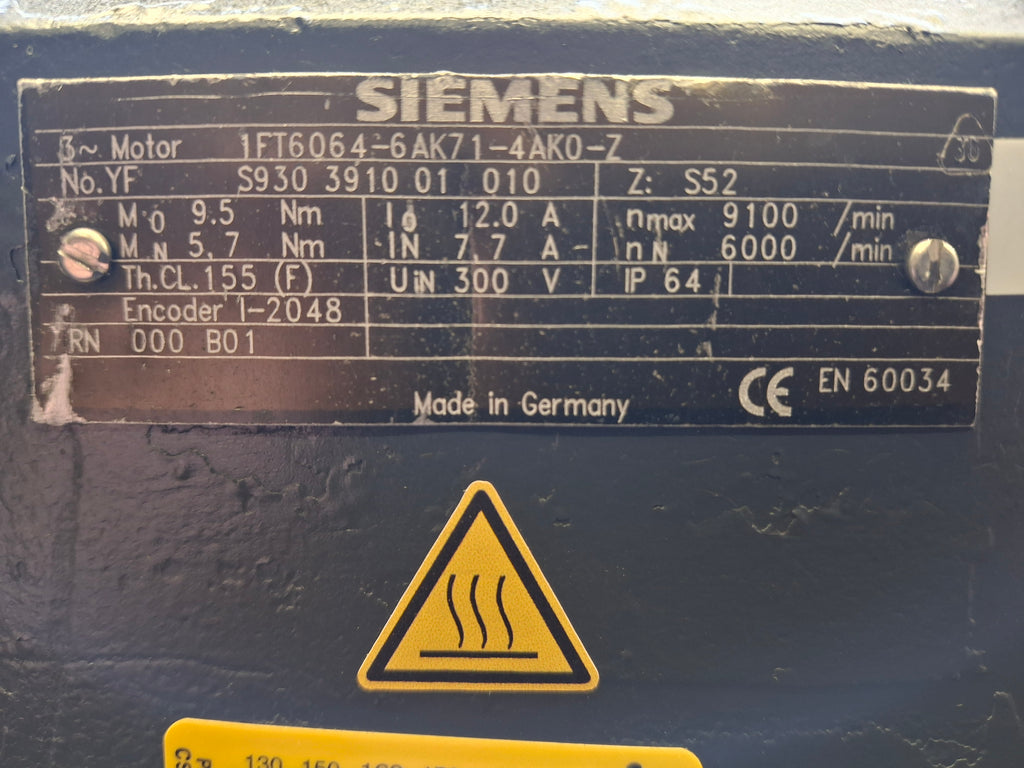 SIEMENS
3~ Motor 1FT6064-6AK71-4AK0-Z
No.YF S930 3910 01 010 Z: S52
M0 9.5 Nm I0 12.0 A nmax 9100 /min
MN 5,7 Nm IN 7,7 A nN 6000 /min
Th.CL.155 (F) UiN 300 V IP 64
Encoder I-2048
RN 000 B01
CE EN 60034
Made in Germany
130 150